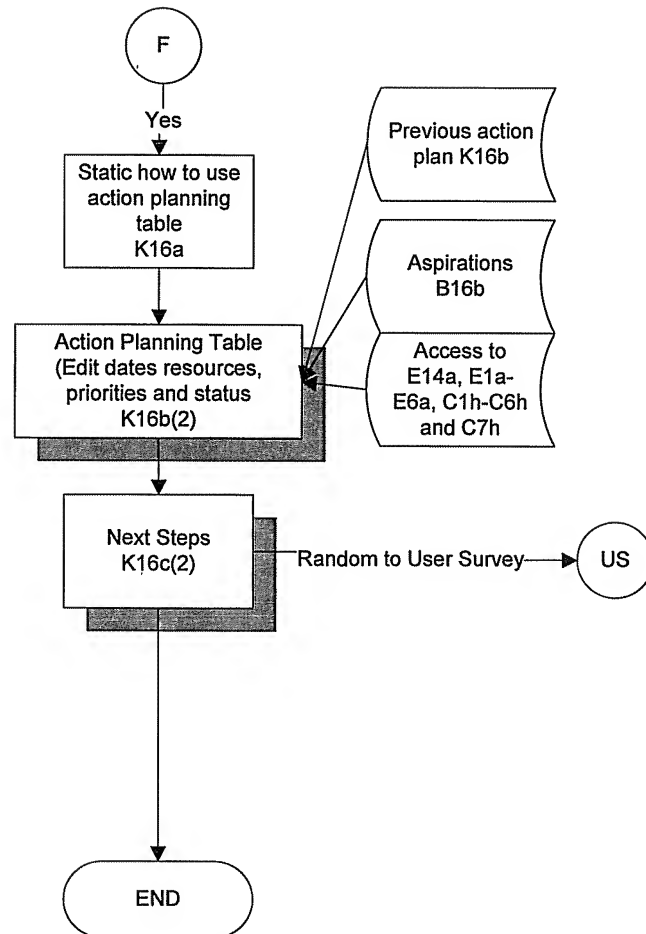 F
Yes
Static how to use
action planning
table
K16a
Previous action
plan K16b
Aspirations
B16b
Action Planning Table
(Edit dates resources,
priorities and status
K16b(2)
Access to
E14a, E1a-
E6a, C1h-C6h
and C7h
Next Steps
K16c(2)
Random to User Survey
US
END